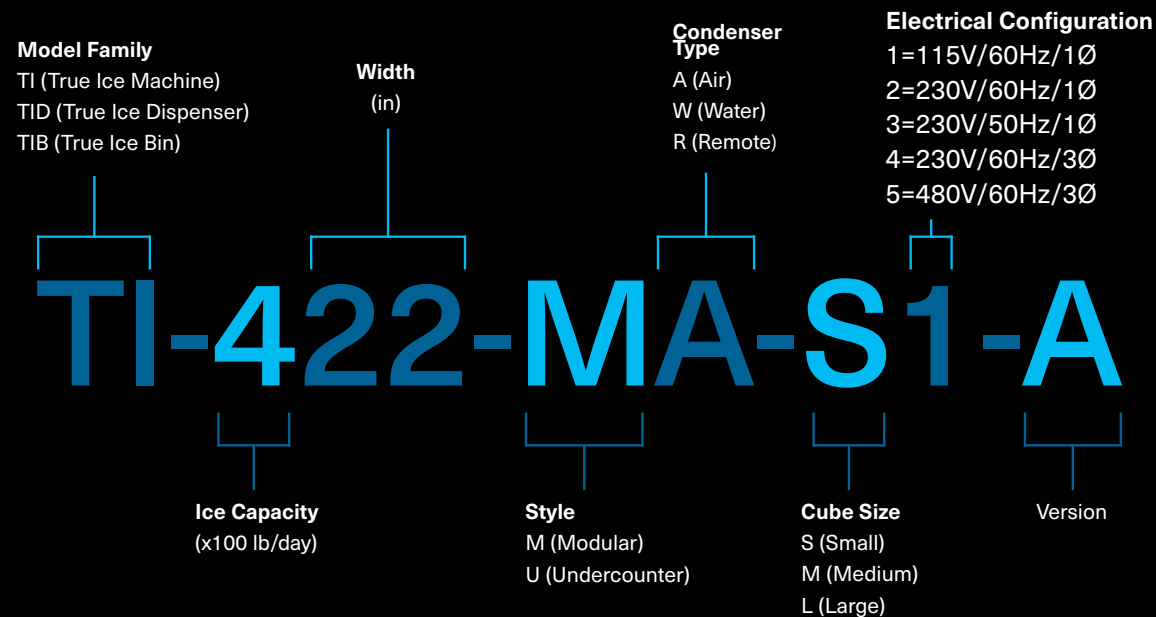 Model Family
TI (True Ice Machine)
TID (True Ice Dispenser)
TIB (True Ice Bin)
Width
(in)
Condenser
Type
A (Air)
W (Water)
R (Remote)
Electrical Configuration
1=115V/60Hz/1Ø
2=230V/60Hz/1Ø
3=230V/50Hz/1Ø
4=230V/60Hz/3Ø
5=480V/60Hz/3Ø
TI-422-MA-S1-A
Ice Capacity
(x100 lb/day)
Style
M (Modular)
U (Undercounter)
Cube Size
S (Small)
M (Medium)
L (Large)
Version